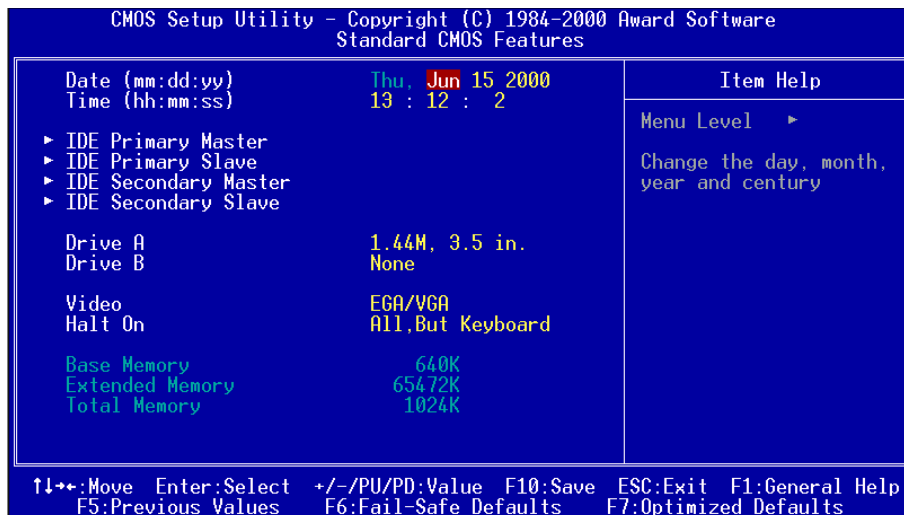 CMOS Setup Utility – Copyright (C) 1984-2000 Award Software
Standard CMOS Features
Date (mm:dd:yy) Thu, Jun 15 2000
Time (hh:mm:ss) 13 : 12 : 2
► IDE Primary Master
► IDE Primary Slave
► IDE Secondary Master
► IDE Secondary Slave
Drive A 1.44M, 3.5 in.
Drive B None
Video EGA/VGA
Halt On All,But Keyboard
Base Memory 640K
Extended Memory 65472K
Total Memory 1024K
Item Help
Menu Level ►
Change the day, month,
year and century
↑↓→←:Move Enter:Select +/-/PU/PD:Value F10:Save ESC:Exit F1:General Help
F5:Previous Values F6:Fail-Safe Defaults F7:Optimized Defaults